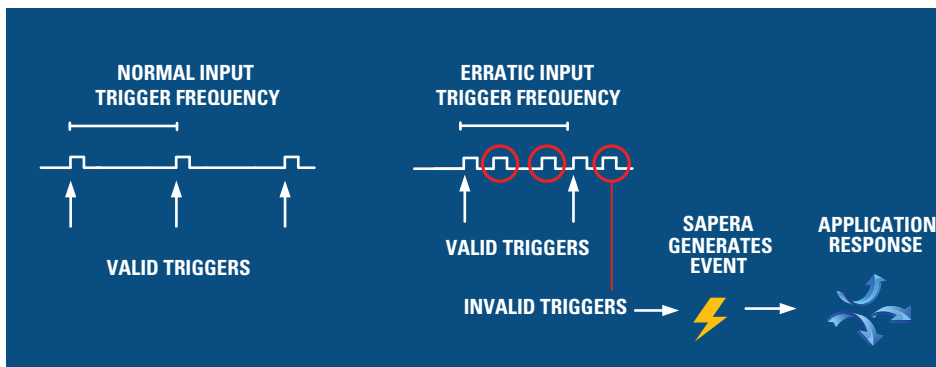 NORMAL INPUT
TRIGGER FREQUENCY
VALID TRIGGERS
ERRATIC INPUT
TRIGGER FREQUENCY
VALID TRIGGERS
INVALID TRIGGERS
SAPERA
GENERATES
EVENT
APPLICATION
RESPONSE